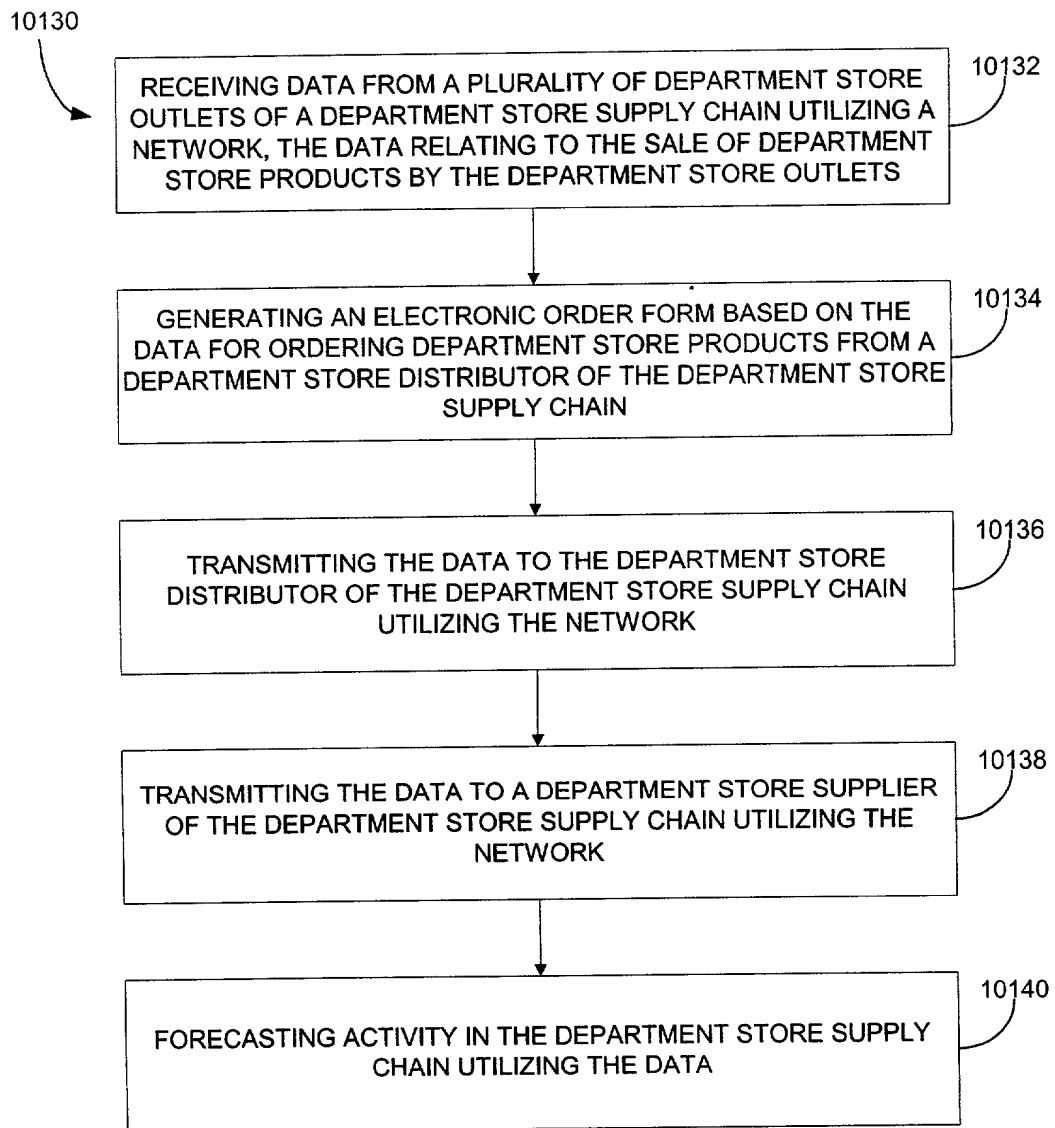 10130
10132
RECEIVING DATA FROM A PLURALITY OF DEPARTMENT STORE
OUTLETS OF A DEPARTMENT STORE SUPPLY CHAIN UTILIZING A
NETWORK, THE DATA RELATING TO THE SALE OF DEPARTMENT
STORE PRODUCTS BY THE DEPARTMENT STORE OUTLETS
10134
GENERATING AN ELECTRONIC ORDER FORM BASED ON THE
DATA FOR ORDERING DEPARTMENT STORE PRODUCTS FROM A
DEPARTMENT STORE DISTRIBUTOR OF THE DEPARTMENT STORE
SUPPLY CHAIN
10136
TRANSMITTING THE DATA TO THE DEPARTMENT STORE
DISTRIBUTOR OF THE DEPARTMENT STORE SUPPLY CHAIN
UTILIZING THE NETWORK
10138
TRANSMITTING THE DATA TO A DEPARTMENT STORE SUPPLIER
OF THE DEPARTMENT STORE SUPPLY CHAIN UTILIZING THE
NETWORK
10140
FORECASTING ACTIVITY IN THE DEPARTMENT STORE SUPPLY
CHAIN UTILIZING THE DATA